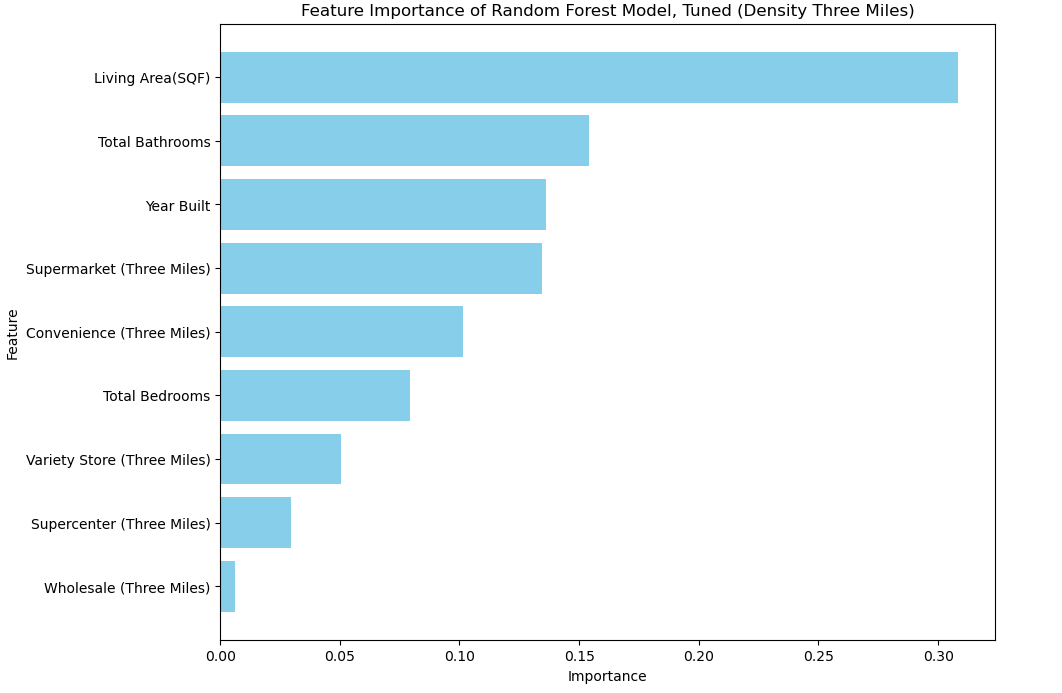 Feature Importance of Random Forest Model, Tuned (Density Three Miles)
Feature
Living Area(SQF)
Total Bathrooms
Year Built
Supermarket (Three Miles)
Convenience (Three Miles)
Total Bedrooms
Variety Store (Three Miles)
Supercenter (Three Miles)
Wholesale (Three Miles)
0.00 0.05 0.10 0.15 0.20 0.25 0.30
Importance